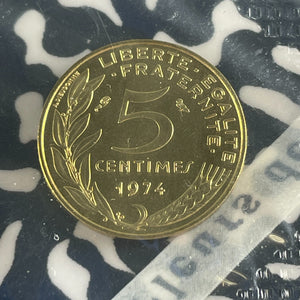 LIBERTE · EGALITE
· FRATERNITE ·
5
CENTIMES
1974